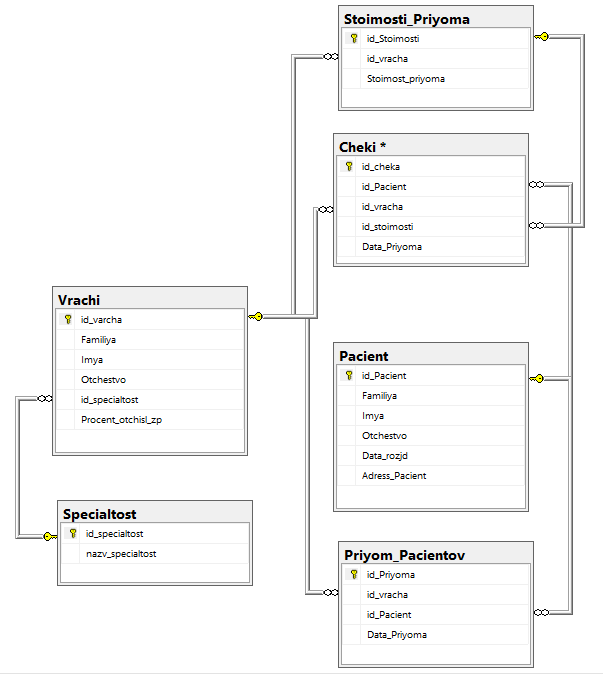 Stoimosti_Priyoma
id_Stoimosti
id_vracha
Stoimost_priyoma
Cheki *
id_cheka
id_Pacient
id_vracha
id_stoimosti
Data_Priyoma
Vrachi
id_varcha
Familiya
Imya
Otchestvo
id_specialtost
Procent_otchisl_zp
Pacient
id_Pacient
Familiya
Imya
Otchestvo
Data_rozjd
Adress_Pacient
Specialtost
id_specialtost
nazv_specialtost
Priyom_Pacientov
id_Priyoma
id_vracha
id_Pacient
Data_Priyoma